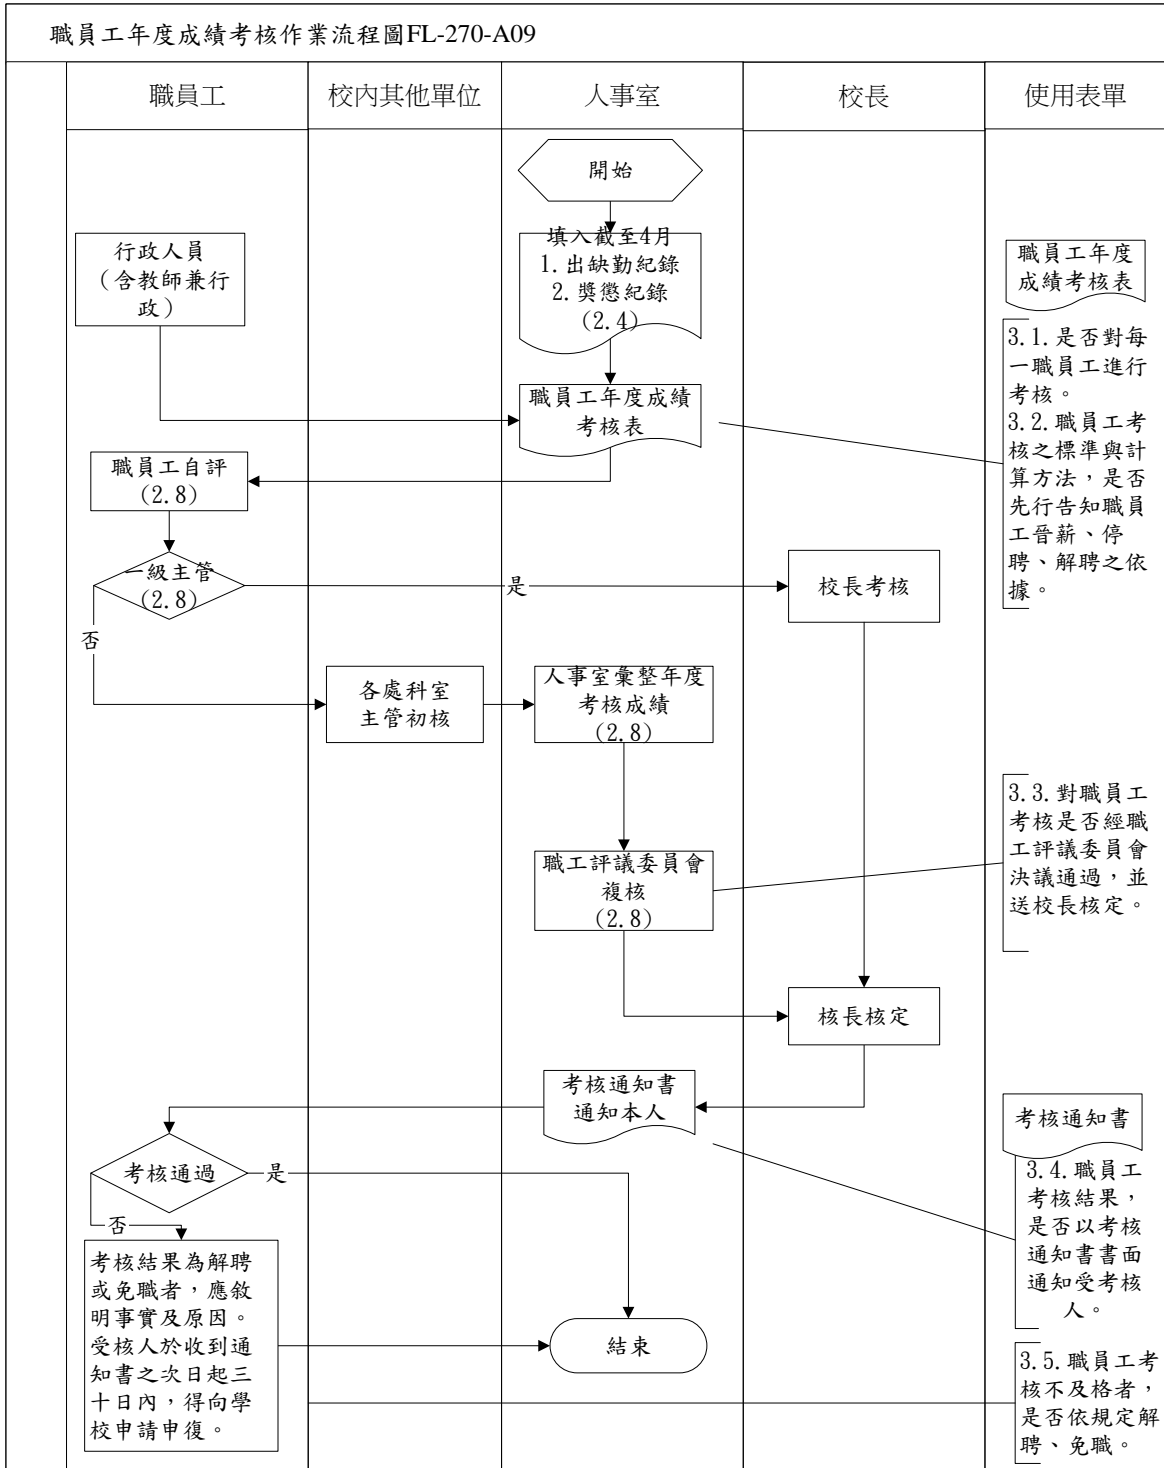 職員工年度成績考核作業流程圖FL-270-A09
職員工
校內其他單位
人事室
校長
使用表單
開始
填入截至4月
1.出缺勤紀錄
2.獎懲紀錄
(2.4)
行政人員
（含教師兼行
政）
職員工年度
成績考核表
3.1.是否對每
一職員工進行
考核。
3.2.職員工考
核之標準與計
算方法，是否
先行告知職員
工晉薪、停
聘、解聘之依
據。
職員工年度成績
考核表
職員工自評
(2.8)
一級主管
(2.8)
是
否
校長考核
各處科室
主管初核
人事室彙整年度
考核成績
(2.8)
3.3.對職員工
考核是否經職
工評議委員會
決議通過，並
送校長核定。
職工評議委員會
複核
(2.8)
核長核定
考核通知書
通知本人
考核通知書
3.4.職員工
考核結果，
是否以考核
通知書書面
通知受考核
人。
考核通過
是
否
考核結果為解聘
或免職者，應敘
明事實及原因。
受核人於收到通
知書之次日起三
十日內，得向學
校申請申復。
結束
3.5.職員工考
核不及格者，
是否依規定解
聘、免職。